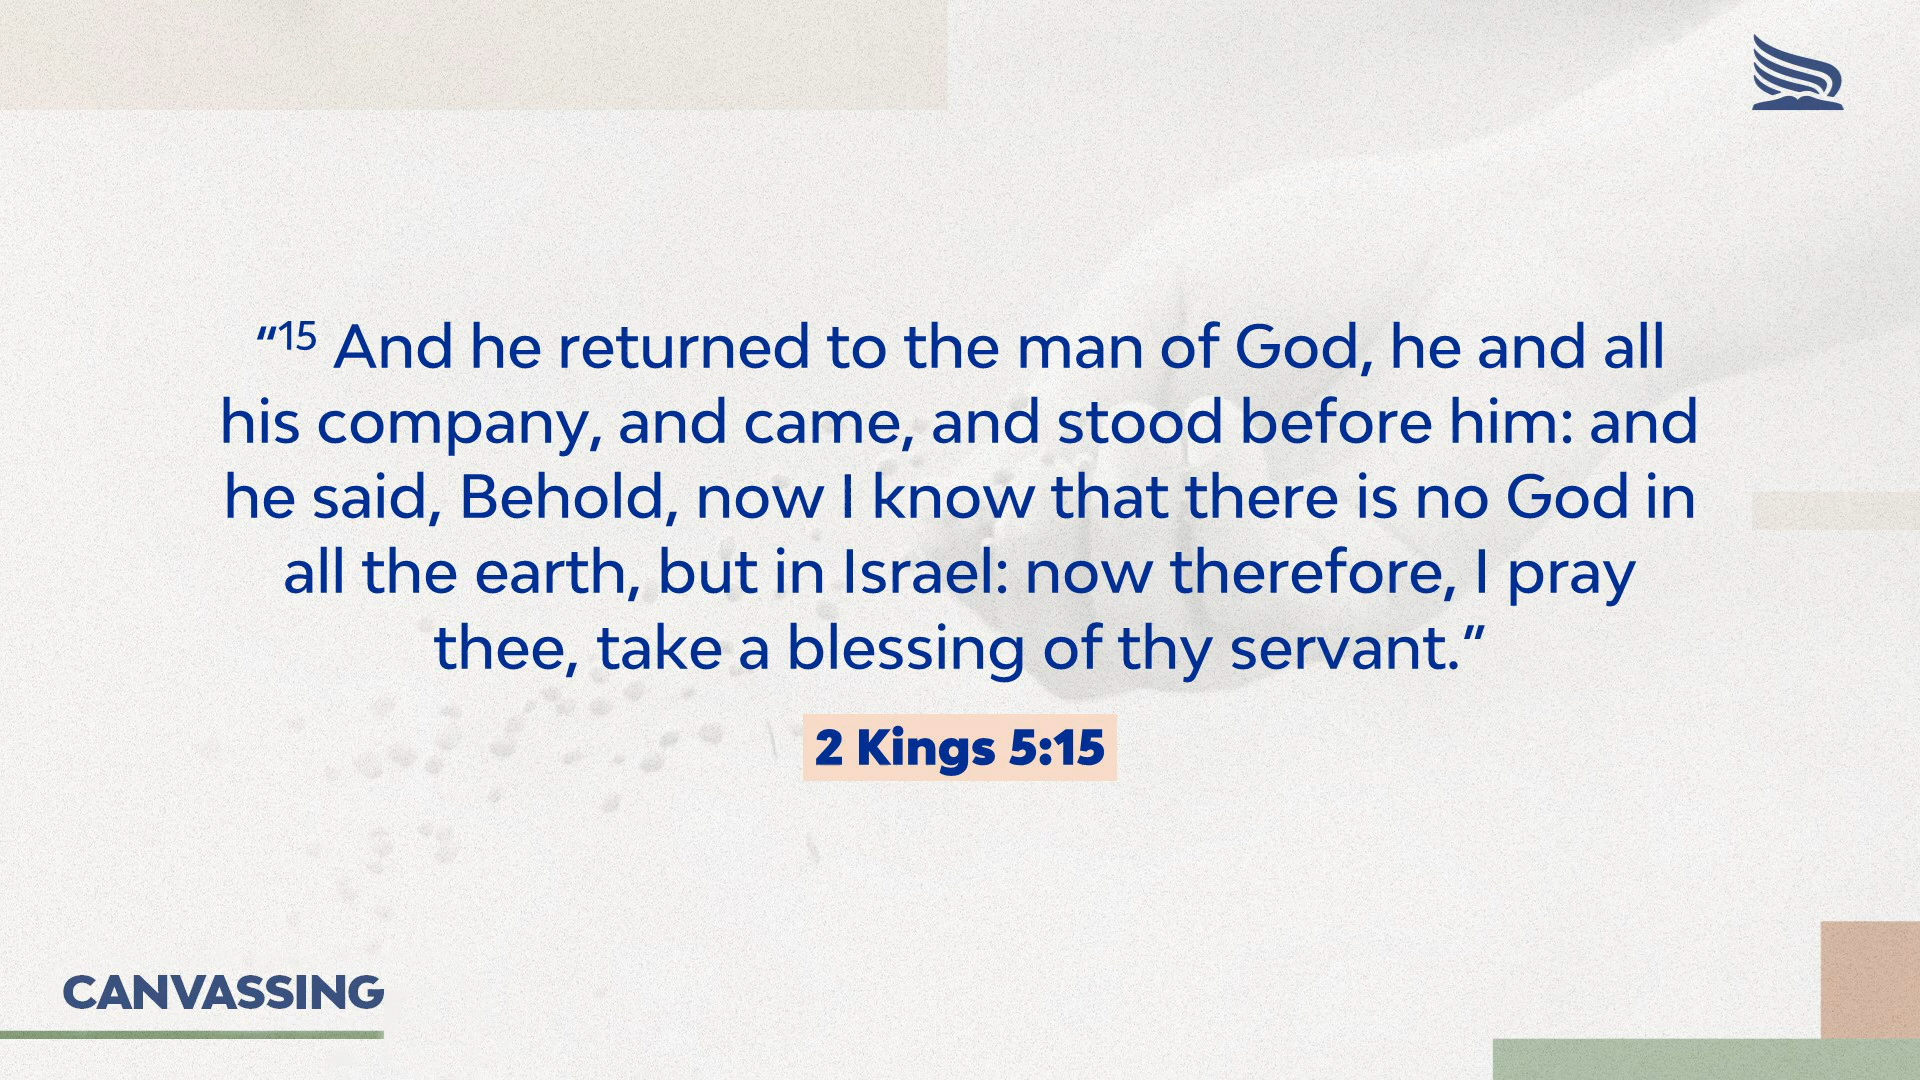 “15 And he returned to the man of God, he and all
his company, and came, and stood before him: and
he said, Behold, now I know that there is no God in
all the earth, but in Israel: now therefore, I pray
thee, take a blessing of thy servant.”
2 Kings 5:15
CANVASSING